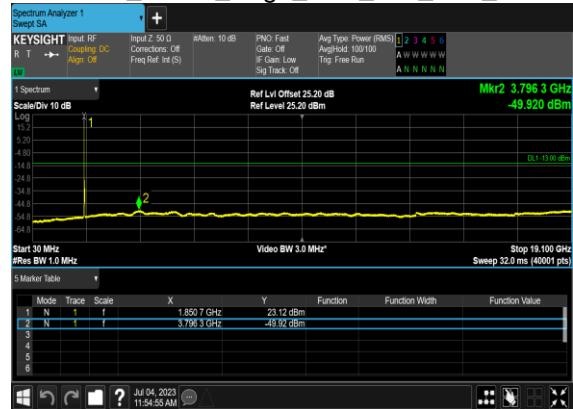 Spectrum Analyzer 1
Swept SA
KEYSIGHT
R T
LW
Input: RF
Coupling: DC
Align: Off
Input Z: 50 Ω
Corrections: Off
Freq Ref: Int (S)
#Atten: 10 dB
PNO: Fast
Gate: Off
IF Gain: Low
Sig Track: Off
Avg Type: Power (RMS)
Avg|Hold: 100/100
Trig: Free Run
1 2 3 4 5 6
A W W W W W
A N N N N N
1 Spectrum
Scale/Div 10 dB
Ref Lvl Offset 25.20 dB
Ref Level 25.20 dBm
Mkr2 3.796 3 GHz
-49.920 dBm
Log
15.2
5.20
-4.80
-14.8
-24.8
-34.8
-44.8
-54.8
-64.8
1
2
DL1 -13.00 dBm
Start 30 MHz
#Res BW 1.0 MHz
Video BW 3.0 MHz*
Stop 19.100 GHz
Sweep 32.0 ms (40001 pts)
5 Marker Table
Mode Trace Scale X Y Function Function Width Function Value
1 N 1 f 1.850 7 GHz 23.12 dBm
2 N 1 f 3.796 3 GHz -49.92 dBm
3
4
5
6
?
Jul 04, 2023
11:54:55 AM